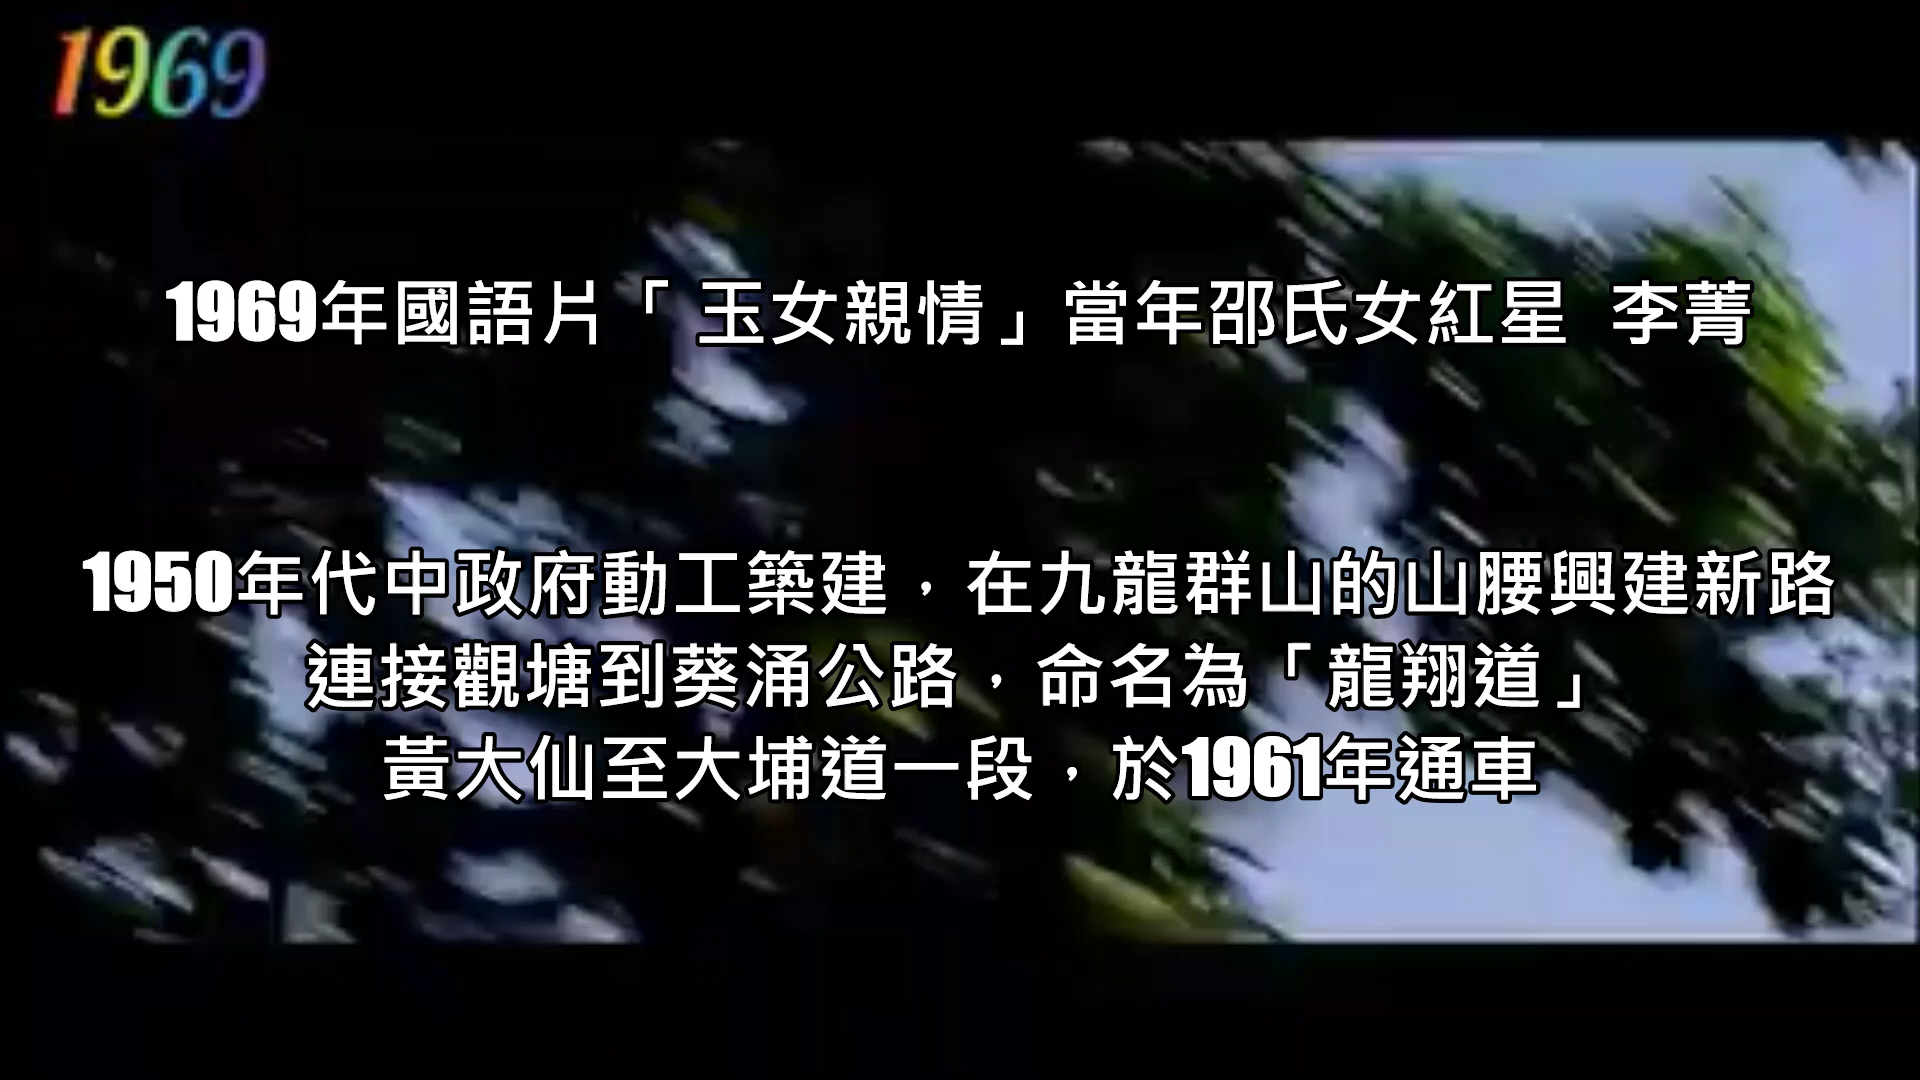 1969
1969年國語片「 玉女親情」當年邵氏女紅星 李菁
1950年代中政府動工築建，在九龍群山的山腰興建新路
連接觀塘到葵涌公路，命名為「龍翔道」
黃大仙至大埔道一段，於1961年通車